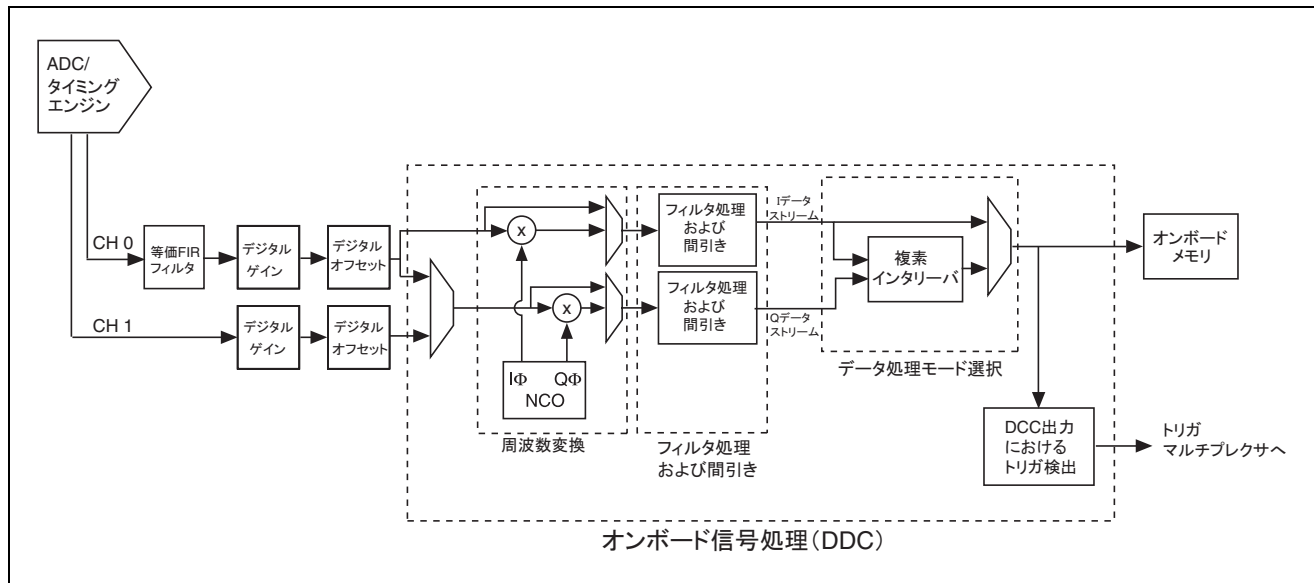 ADC/
タイミング
エンジン
CH 0
等価FIR
フィルタ
デジタル
ゲイン
デジタル
オフセット
CH 1
デジタル
ゲイン
デジタル
オフセット
x
x
IΦ QΦ
NCO
周波数変換
フィルタ処理
および
間引き
フィルタ処理
および
間引き
フィルタ処理
および間引き
Iデータ
ストリーム
Qデータ
ストリーム
複素
インタリーバ
データ処理モード選択
オンボード
メモリ
DCC出力
における
トリガ検出
トリガ
マルチプレクサへ
オンボード信号処理(DDC)